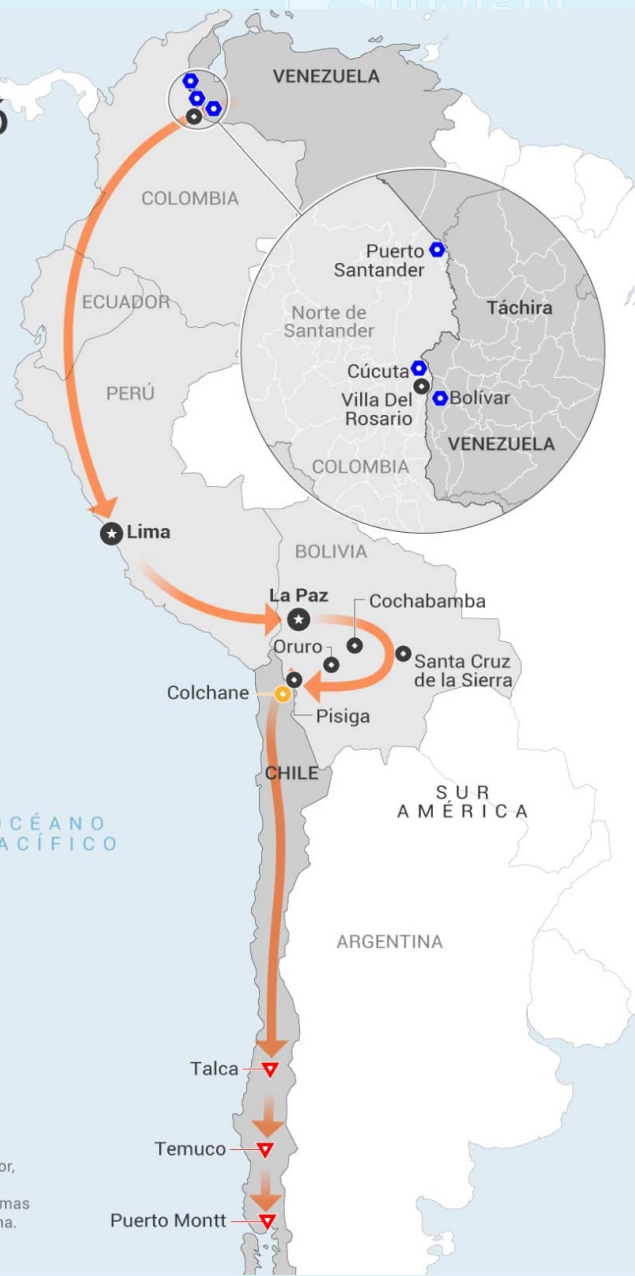 VENEZUELA
COLOMBIA
ECUADOR
PERÚ
Puerto
Santander
Norte de
Santander
Táchira
Cúcuta
Villa Del
Rosario
Bolívar
VENEZUELA
COLOMBIA
Lima
BOLIVIA
La Paz
Cochabamba
Oruro
Santa Cruz
de la Sierra
Colchane
Pisiga
CHILE
SUR
AMÉRICA
OCÉANO
PACÍFICO
ARGENTINA
Talca
Temuco
Puerto Montt